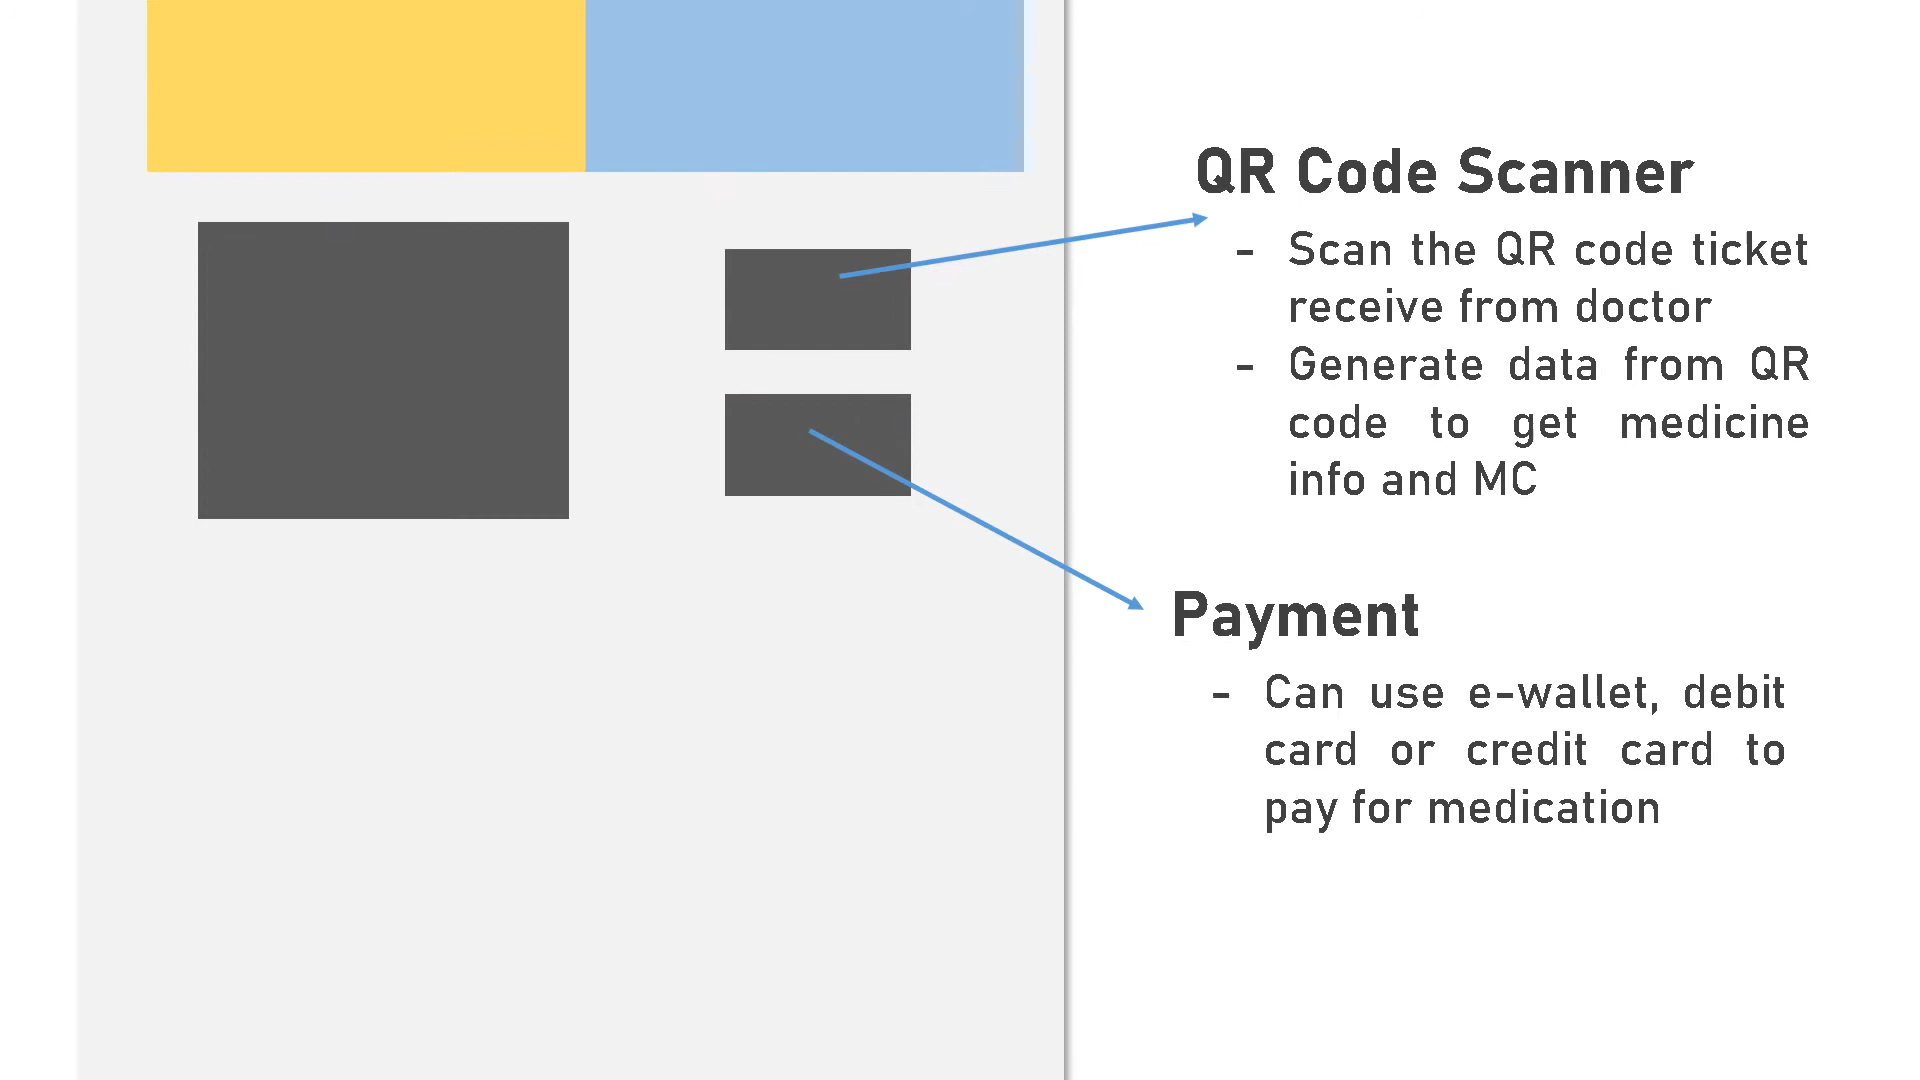 QR Code Scanner
- Scan the QR code ticket
receive from doctor
- Generate data from QR
code to get medicine
info and MC
Payment
- Can use e-wallet, debit
card or credit card to
pay for medication